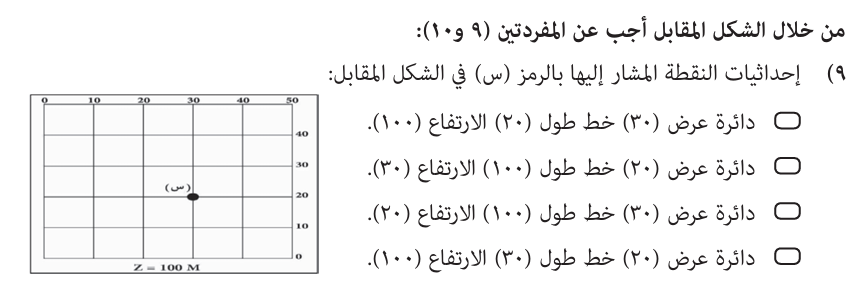 من خلال الشكل المقابل أجب عن المفردتين (٩ و١٠):
٩) إحداثيات النقطة المشار إليها بالرمز (س) في الشكل المقابل:
دائرة عرض (٣٠) خط طول (٢٠) الارتفاع (١٠٠).
دائرة عرض (٢٠) خط طول (١٠٠) الارتفاع (٣٠).
دائرة عرض (٣٠) خط طول (١٠٠) الارتفاع (٢٠).
دائرة عرض (٢٠) خط طول (٣٠) الارتفاع (١٠٠).
0 10 20 30 40 50
40
30
(س)
20
10
0
Z = 100 M